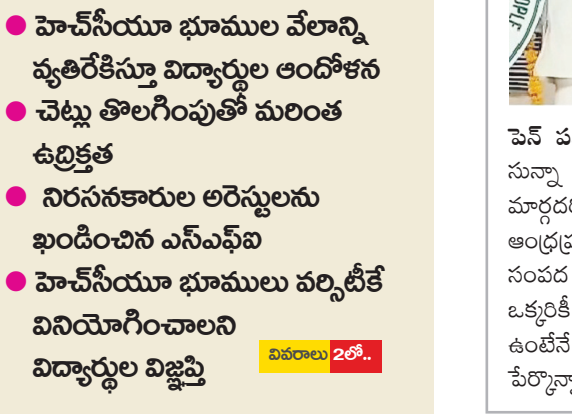 ● హెచ్‌సీయూ భూముల వేలాన్ని
వ్యతిరేకిస్తూ విద్యార్థుల ఆందోళన
● చెట్లు తొలగింపుతో మరింత
ఉద్రిక్తత
● నిరసనకారుల అరెస్టులను
ఖండించిన ఎస్ఎఫ్ఐ
● హెచ్‌సీయూ భూములు వర్సిటీకే
వినియోగించాలని
విద్యార్థుల విజ్ఞప్తి
వివరాలు 2లో..
పెన్
సున్నా
ఆంధ్రప్ర
సంపద
ఒక్కరికీ
ఉంటేనే